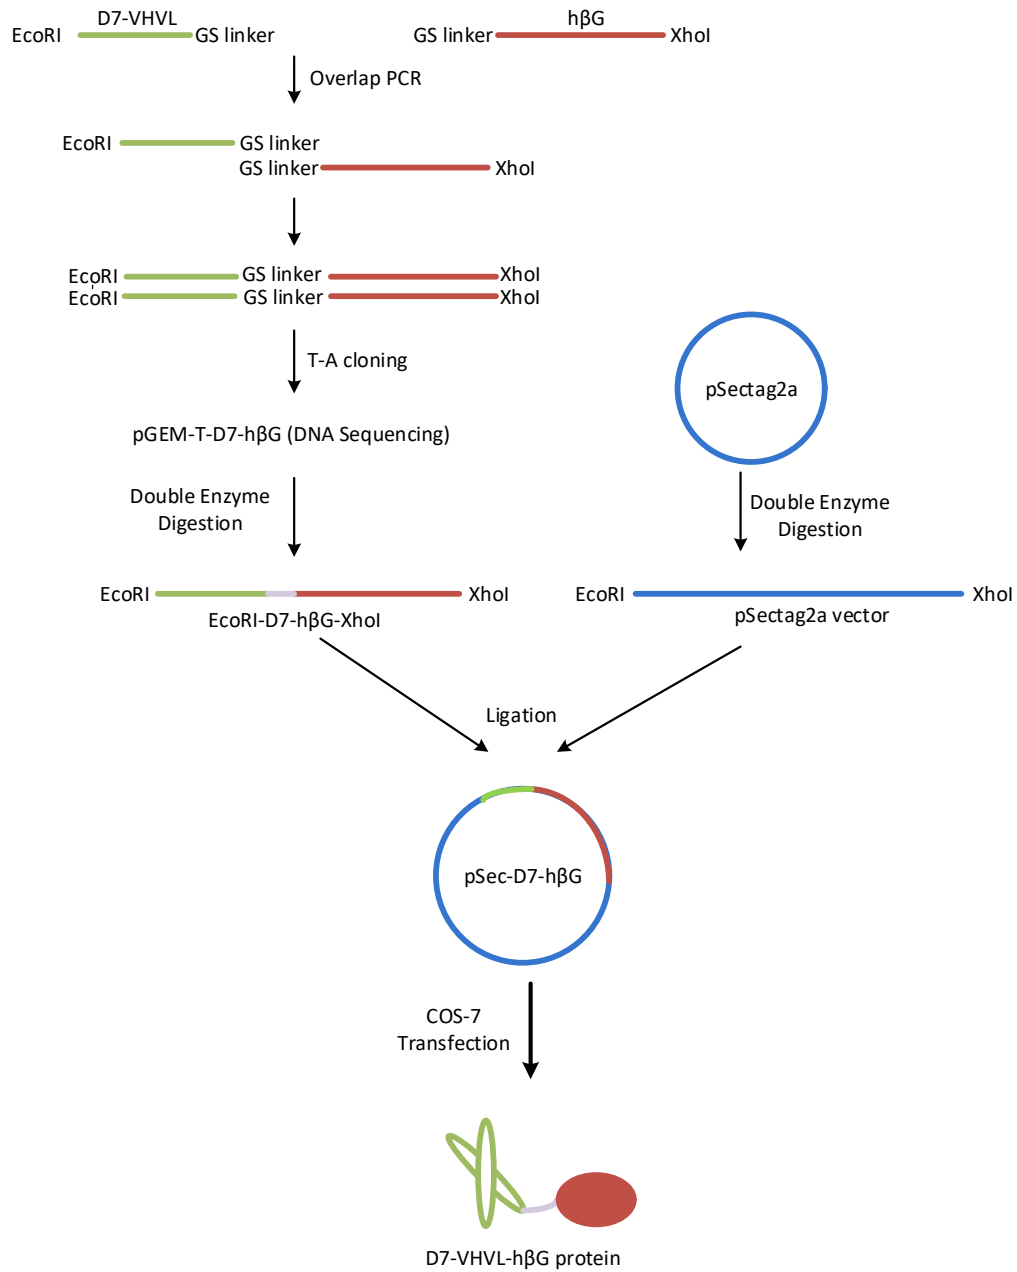 D7-VHVL
hβG
EcoRI
GS linker
GS linker
XhoI
Overlap PCR
EcoRI
GS linker
GS linker
XhoI
EcoRI
GS linker
XhoI
EcoRI
GS linker
XhoI
T-A cloning
pSectag2a
pGEM-T-D7-hβG (DNA Sequencing)
Double Enzyme
Digestion
Double Enzyme
Digestion
EcoRI
XhoI
EcoRI-D7-hβG-XhoI
EcoRI
XhoI
pSectag2a vector
Ligation
pSec-D7-hβG
COS-7
Transfection
D7-VHVL-hβG protein